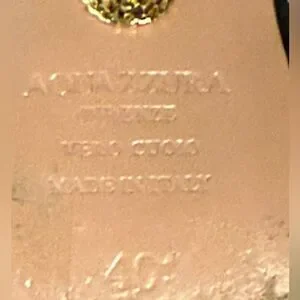 AQUAZZURA
FIRENZE
VERO CUOIO
MADE IN ITALY
40